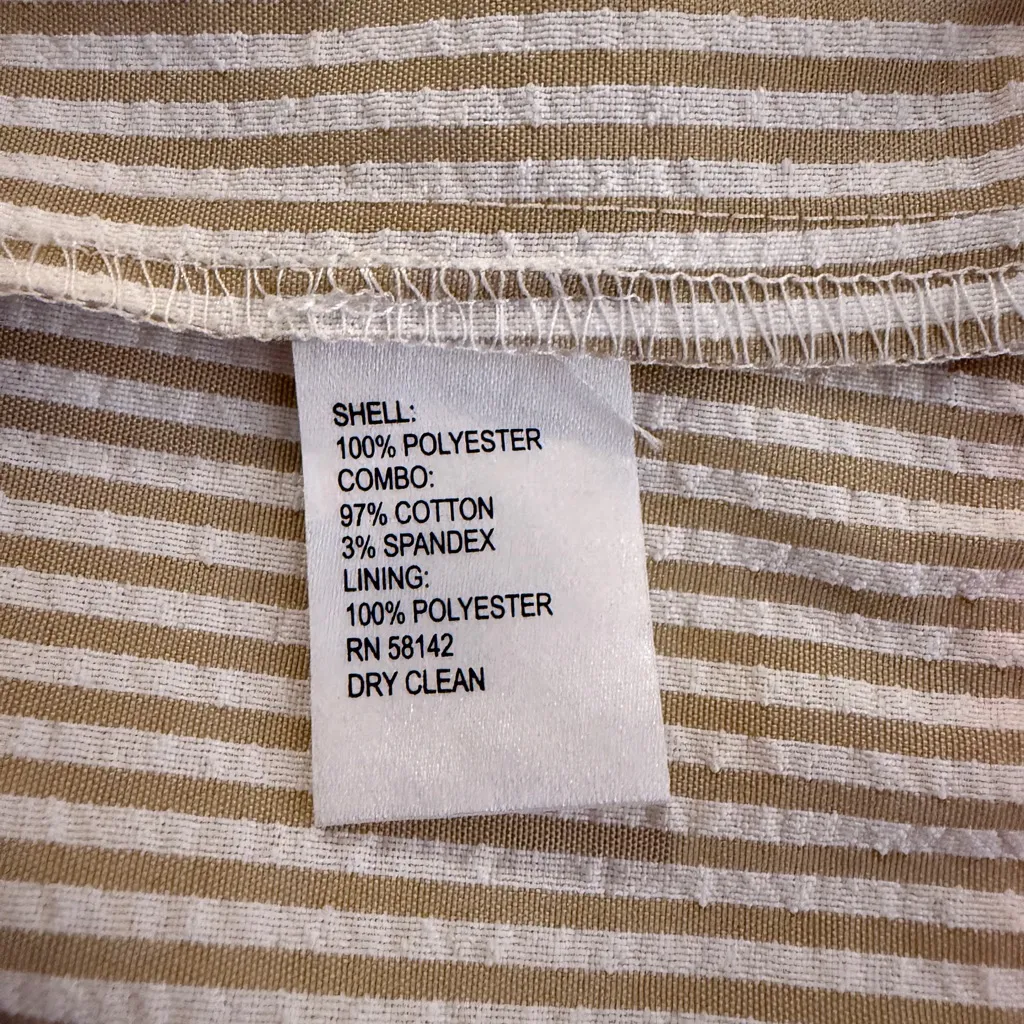 SHELL:
100% POLYESTER
COMBO:
97% COTTON
3% SPANDEX
LINING:
100% POLYESTER
RN 58142
DRY CLEAN